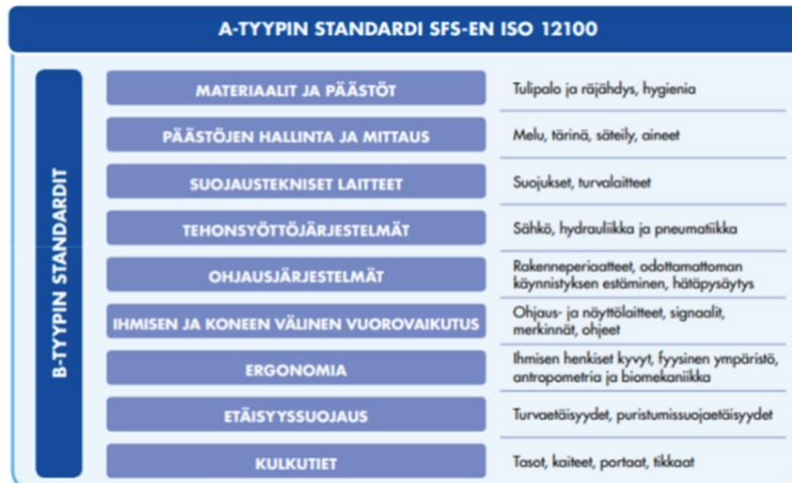 A-TYYPIN STANDARDI SFS-EN ISO 12100
B-TYYPIN STANDARDIT
MATERIAALIT JA PÄÄSTÖT
Tulipalo ja räjähdys, hygienia
PÄÄSTÖJEN HALLINTA JA MITTAUS
Melu, tärinä, säteily, aineet
SUOJAUSTEKNISET LAITTEET
Suojukset, turvalaitteet
TEHONSYÖTTÖJÄRJESTELMÄT
Sähkö, hydrauliikka ja pneumatiikka
OHJAUSJÄRJESTELMÄT
Rakenneperiaatteet, odottamattoman
käynnistyksen estäminen, hätäpysäytys
IHMISEN JA KONEEN VÄLINEN VUOROVAIKUTUS
Ohjaus- ja näyttölaitteet, signaalit,
merkinnät, ohjeet
ERGONOMIA
Ihmisen henkiset kyvyt, fyysinen ympäristö,
antropometria ja biomekaniikka
ETÄISYYSSUOJAUS
Turvaetäisyydet, puristumissuojaetäisyydet
KULKUTIET
Tasot, kaiteet, portaat, tikkaat